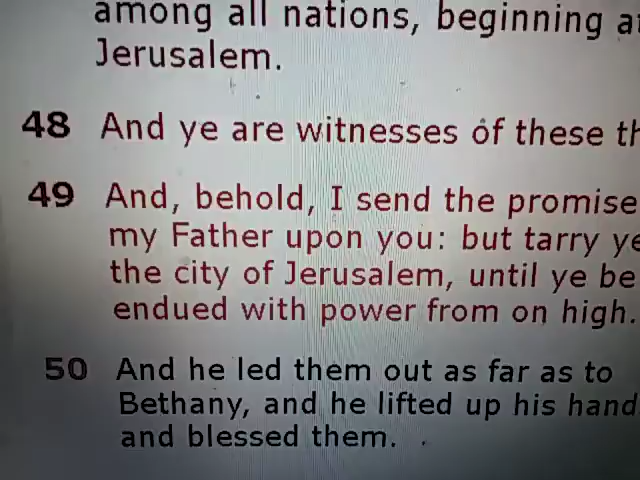 among all nations, beginning
Jerusalem.
48 And ye are witnesses of these
49 And, behold, I send the promise
my Father upon you: but tarry
the city of Jerusalem, until ye be
endued with power from on high.
50 And he led them out as far as to
Bethany, and he lifted up his hand
and blessed them.